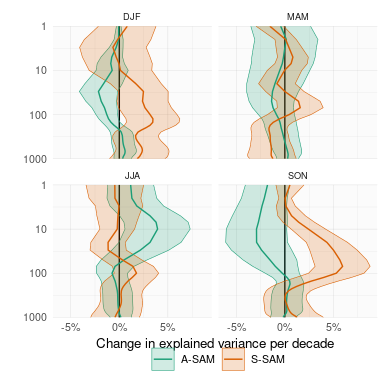 DJF
MAM
1
10
100
1000
JJA
SON
1
10
100
1000
-5%
0%
5%
-5%
0%
5%
Change in explained variance per decade
A-SAM
S-SAM